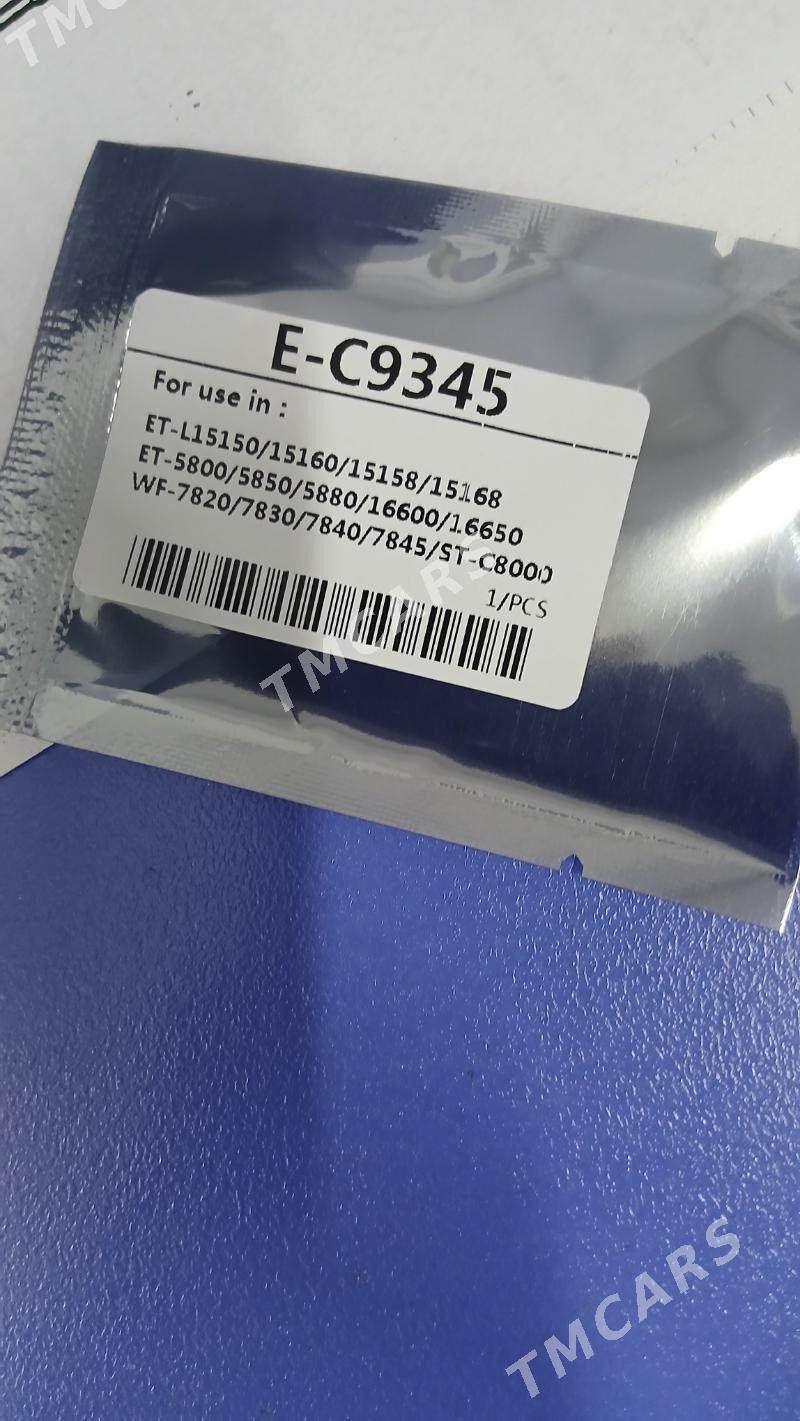 TMCARS
E-C9345
For use in :
ET-L15150/15160/15158/15168
ET-5800/5850/5880/16600/16650
WF-7820/7830/7840/7845/ST-C8000
1/PCS
TMCARS
TMCARS